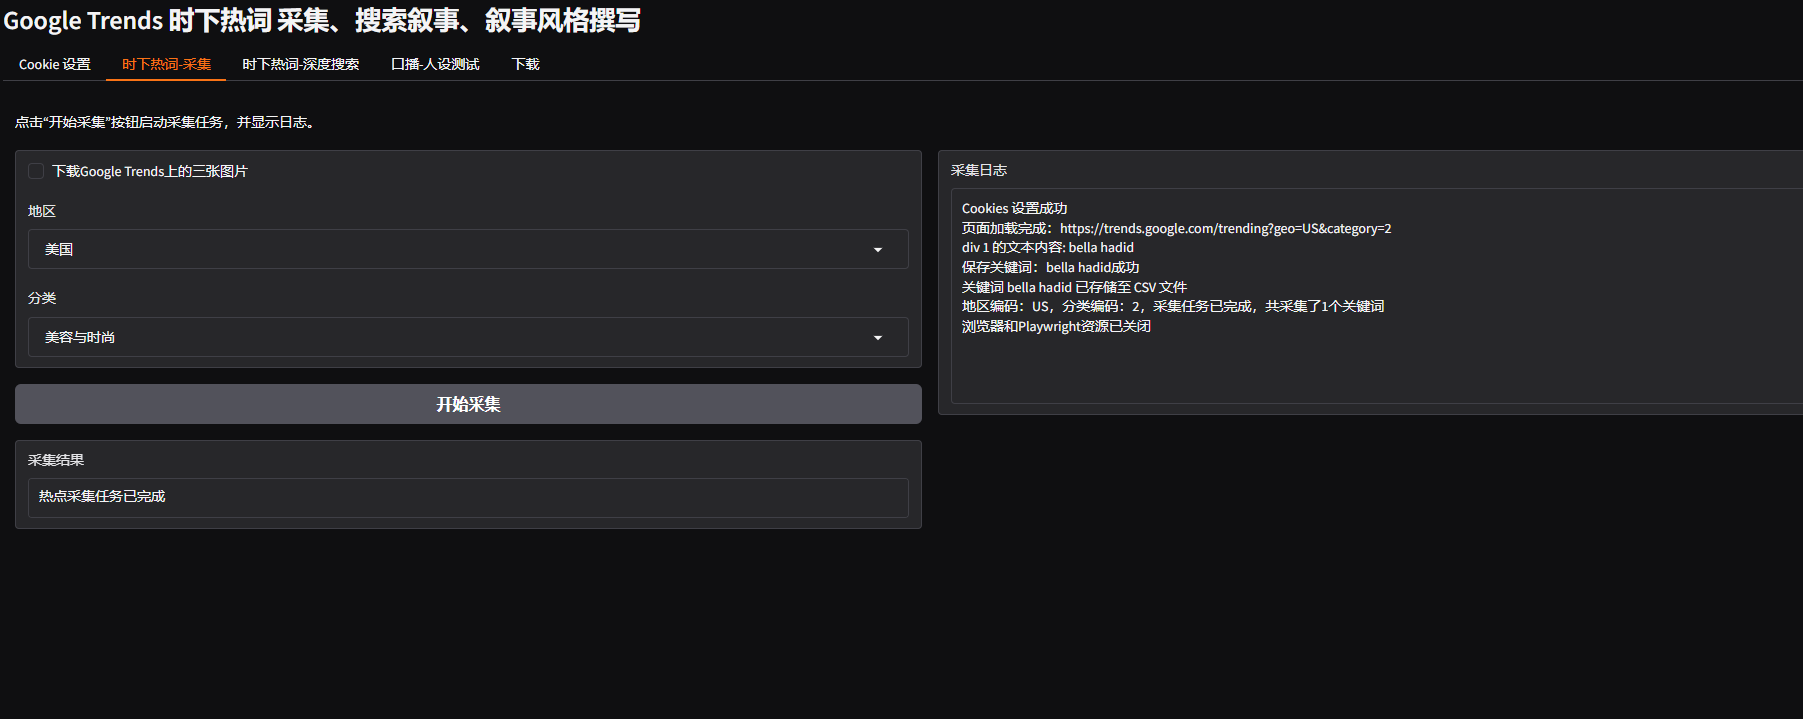 Google Trends 时下热词 采集、搜索叙事、叙事风格撰写
Cookie 设置 时下热词-采集 时下热词-深度搜索 口播-人设测试 下载
点击“开始采集”按钮启动采集任务，并显示日志。
下载Google Trends上的三张图片
地区
美国
分类
美容与时尚
开始采集
采集结果
热点采集任务已完成
采集日志
Cookies 设置成功
页面加载完成：https://trends.google.com/trending?geo=US&category=2
div 1 的文本内容: bella hadid
保存关键词：bella hadid成功
关键词 bella hadid 已存储至 CSV 文件
地区编码：US，分类编码：2，采集任务已完成，共采集了1个关键词
浏览器和Playwright资源已关闭